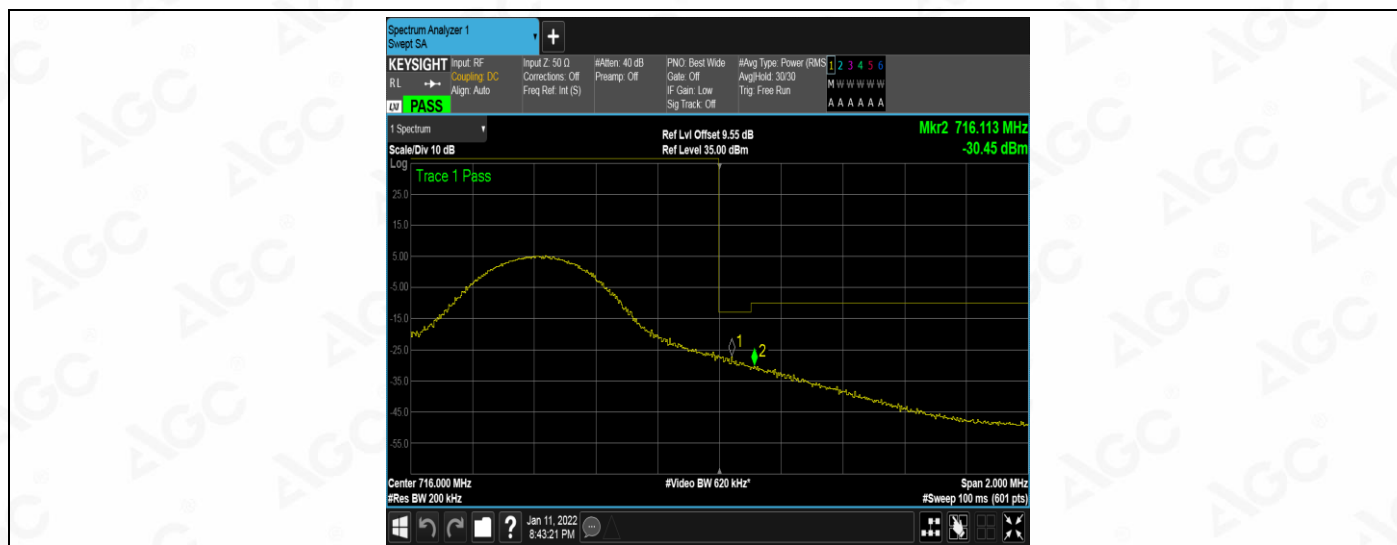 Spectrum Analyzer 1
Swept SA
KEYSIGHT Input: RF Input Z: 50 Ω #Atten: 40 dB PNO: Best Wide #Avg Type: Power (RMS 1 2 3 4 5 6
R L Coupling: DC Corrections: Off Preamp: Off Gate: Off Avg|Hold: 30/30 M W W W W W
Align: Auto Freq Ref: Int (S) IF Gain: Low Trig: Free Run
LXI PASS Sig Track: Off A A A A A A
1 Spectrum Ref Lvl Offset 9.55 dB Mkr2 716.113 MHz
Scale/Div 10 dB Ref Level 35.00 dBm -30.45 dBm
Log
Trace 1 Pass
25.0
15.0
5.00
-5.00
-15.0
-25.0 1 2
-35.0
-45.0
-55.0
Center 716.000 MHz #Video BW 620 kHz* Span 2.000 MHz
#Res BW 200 kHz #Sweep 100 ms (601 pts)
? Jan 11, 2022
8:43:21 PM
AGC